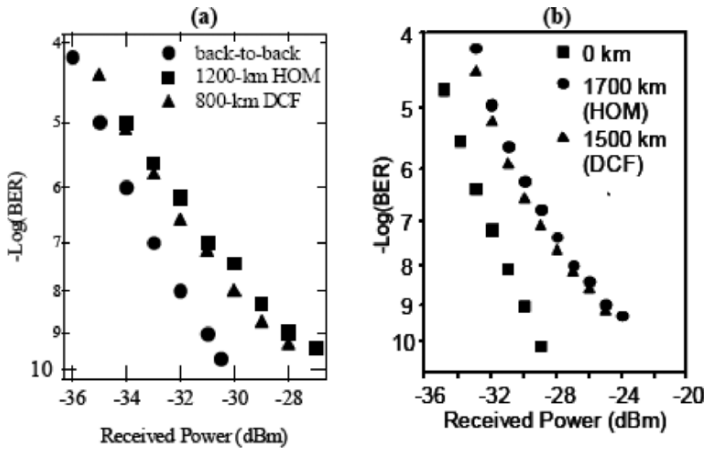 (a)
4
5
6
7
8
9
10
-Log(BER)
back-to-back
1200-km HOM
800-km DCF
-36 -34 -32 -30 -28
Received Power (dBm)
(b)
4
5
6
7
8
9
10
-Log(BER)
0 km
1700 km
(HOM)
1500 km
(DCF)
-36 -32 -28 -24 -20
Received Power (dBm)